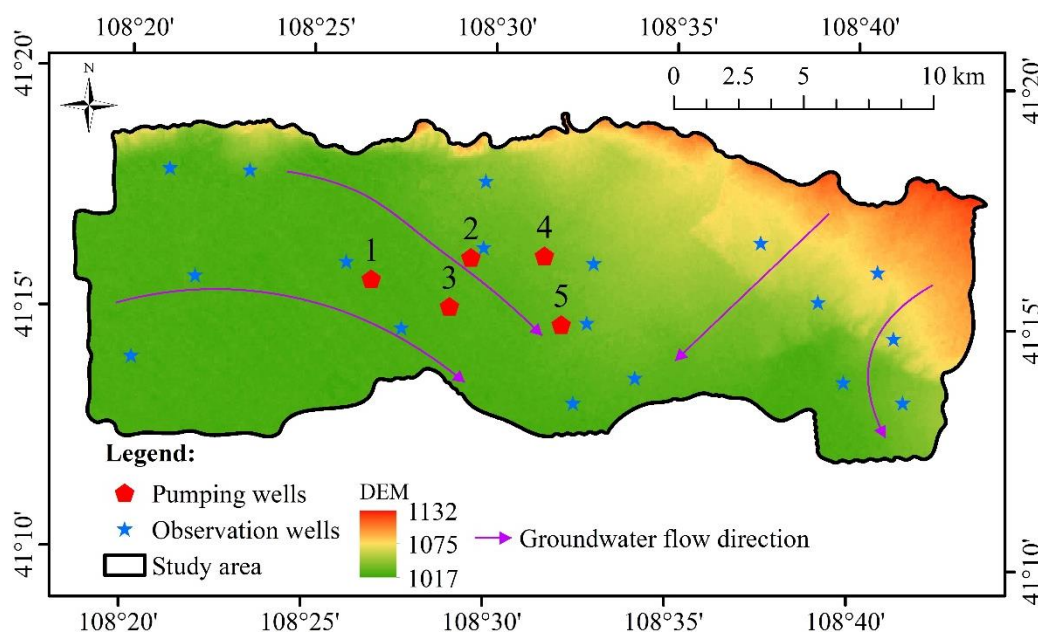 108°20' 108°25' 108°30' 108°35' 108°40'
41°20'
41°20'
N
0 2.5 5 10 km
2 4
1
3
5
41°15'
41°15'
Legend:
Pumping wells
Observation wells
Study area
DEM
1132
1075
1017
Groundwater flow direction
41°10'
41°10'
108°20' 108°25' 108°30' 108°35' 108°40'